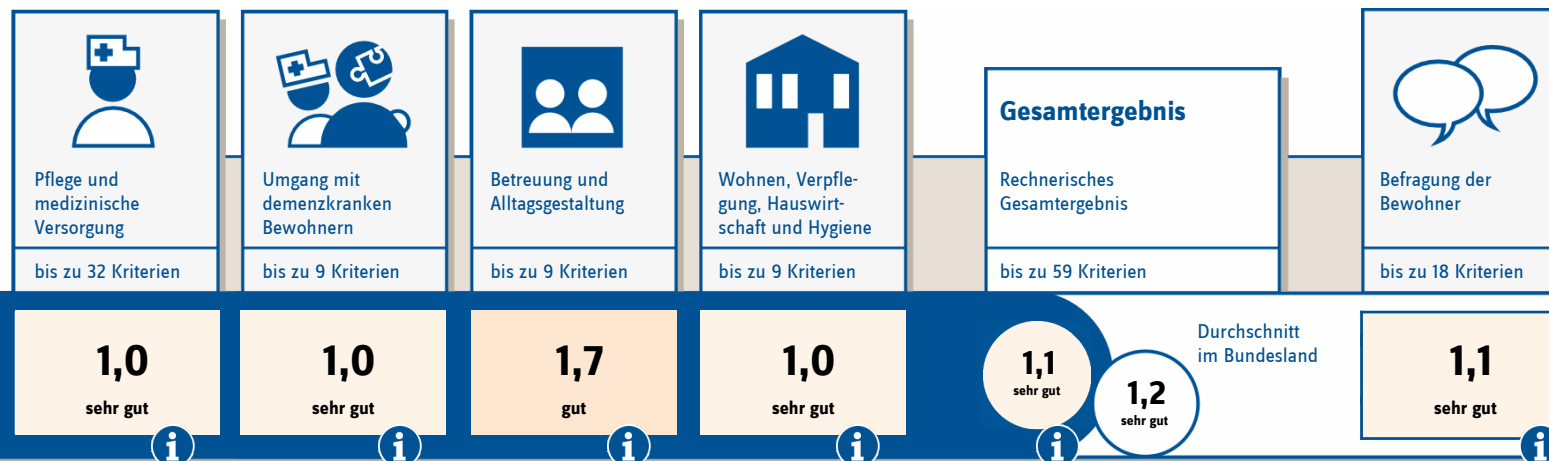 Pflege und
medizinische
Versorgung
bis zu 32 Kriterien
1,0
sehr gut
i
Umgang mit
demenzkranken
Bewohnern
bis zu 9 Kriterien
1,0
sehr gut
i
Betreuung und
Alltagsgestaltung
bis zu 9 Kriterien
1,7
gut
i
Wohnen, Verpfle-
gung, Hauswirt-
schaft und Hygiene
bis zu 9 Kriterien
1,0
sehr gut
i
Gesamtergebnis
Rechnerisches
Gesamtergebnis
bis zu 59 Kriterien
1,1
sehr gut
i
Durchschnitt
im Bundesland
1,2
sehr gut
Befragung der
Bewohner
bis zu 18 Kriterien
1,1
sehr gut
i